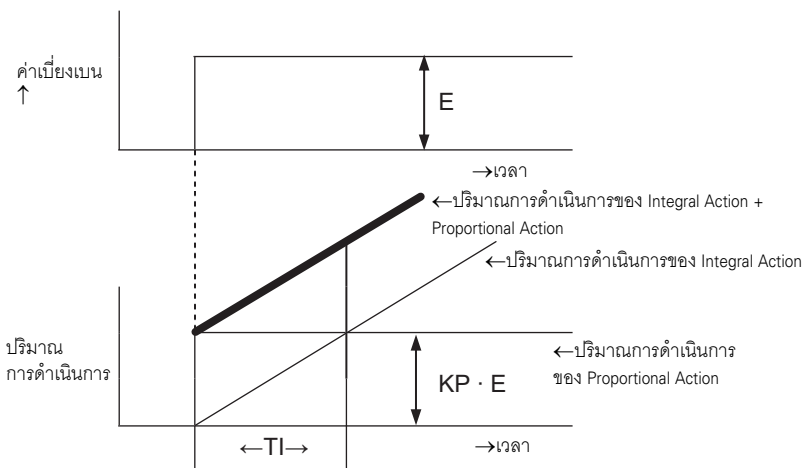 ค่าเบี่ยงเบน
↑
E
→เวลา
←ปริมาณการดำเนินการของ Integral Action +
Proportional Action
←ปริมาณการดำเนินการของ Integral Action
ปริมาณ
การดำเนินการ
←ปริมาณการดำเนินการ
ของ Proportional Action
KP · E
←TI→
→เวลา